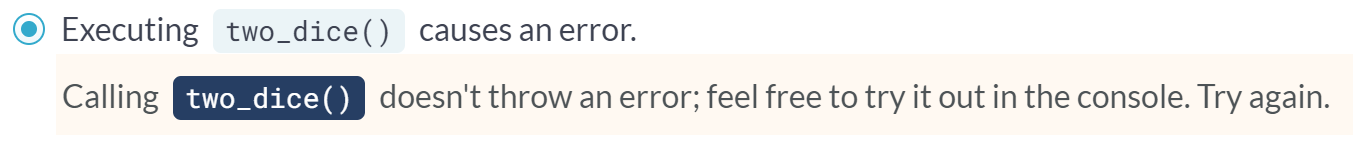 Executing two_dice() causes an error.
Calling two_dice() doesn't throw an error; feel free to try it out in the console. Try again.